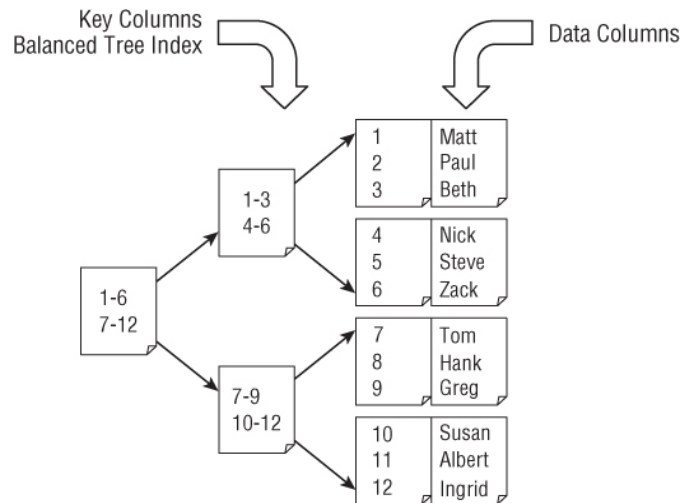 Key Columns
Balanced Tree Index
Data Columns
1-6
7-12
1-3
4-6
7-9
10-12
1 Matt
2 Paul
3 Beth
4 Nick
5 Steve
6 Zack
7 Tom
8 Hank
9 Greg
10 Susan
11 Albert
12 Ingrid